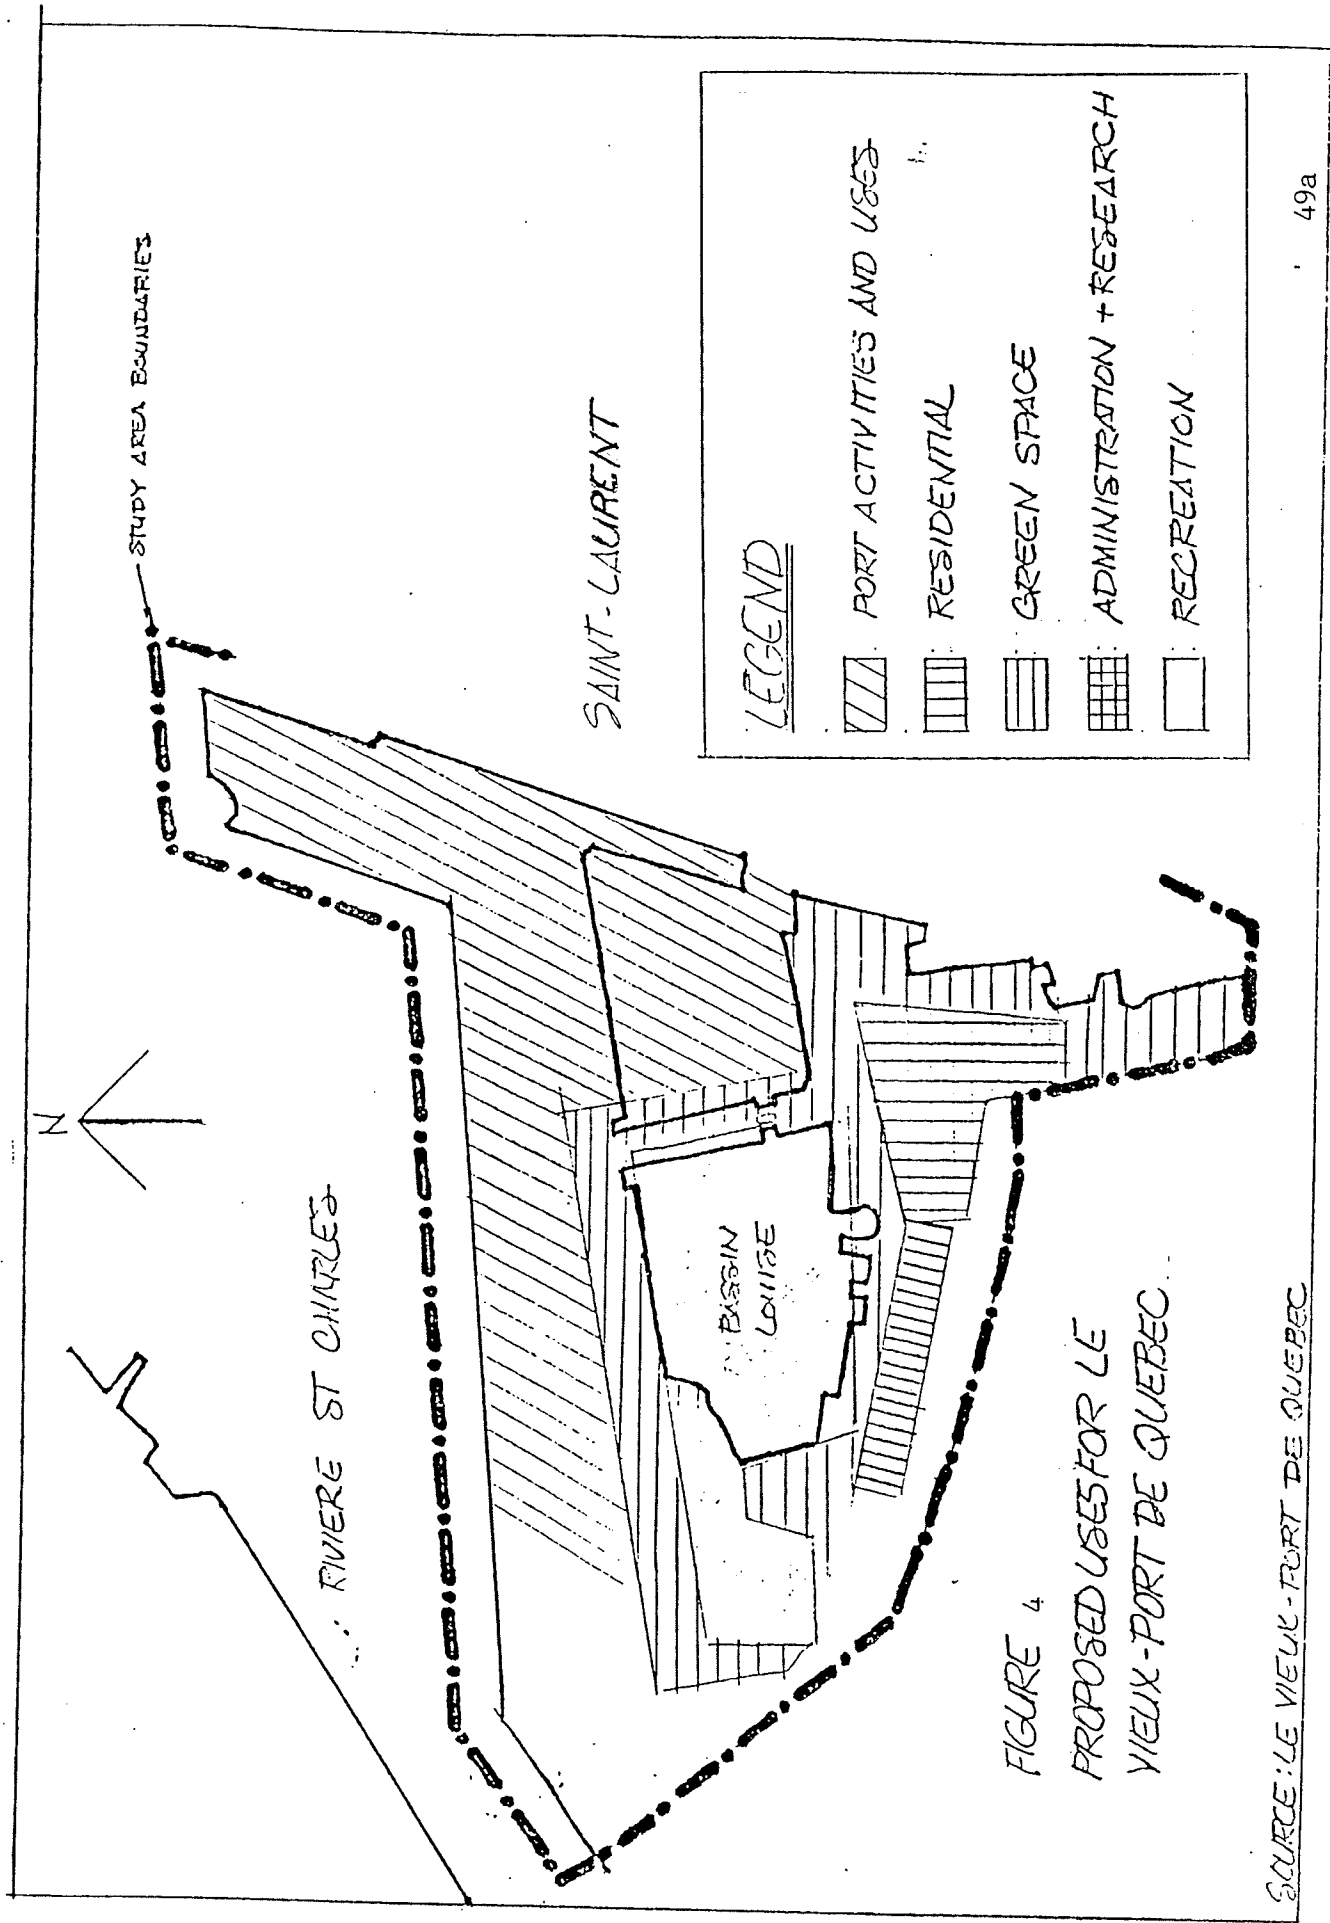 STUDY AREA BOUNDARIES
N
RIVIERE ST CHARLES
SAINT-LAURENT
BASSIN
LOUISE
LEGEND
PORT ACTIVITIES AND USES
RESIDENTIAL
GREEN SPACE
ADMINISTRATION + RESEARCH
RECREATION
FIGURE 4
PROPOSED USES FOR LE
VIEUX-PORT DE QUEBEC
SOURCE: LE VIEUX-PORT DE QUEBEC
49a